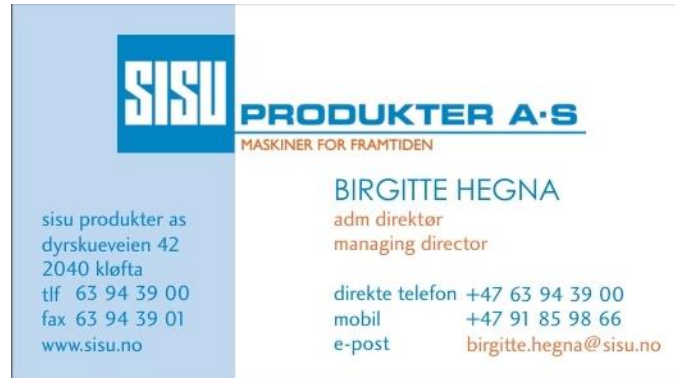 SISU
PRODUKTER A·S
MASKINER FOR FRAMTIDEN
sisu produkter as
dyrskueveien 42
2040 kløfta
tlf 63 94 39 00
fax 63 94 39 01
www.sisu.no
BIRGITTE HEGNA
adm direktør
managing director
direkte telefon +47 63 94 39 00
mobil +47 91 85 98 66
e-post birgitte.hegna@sisu.no